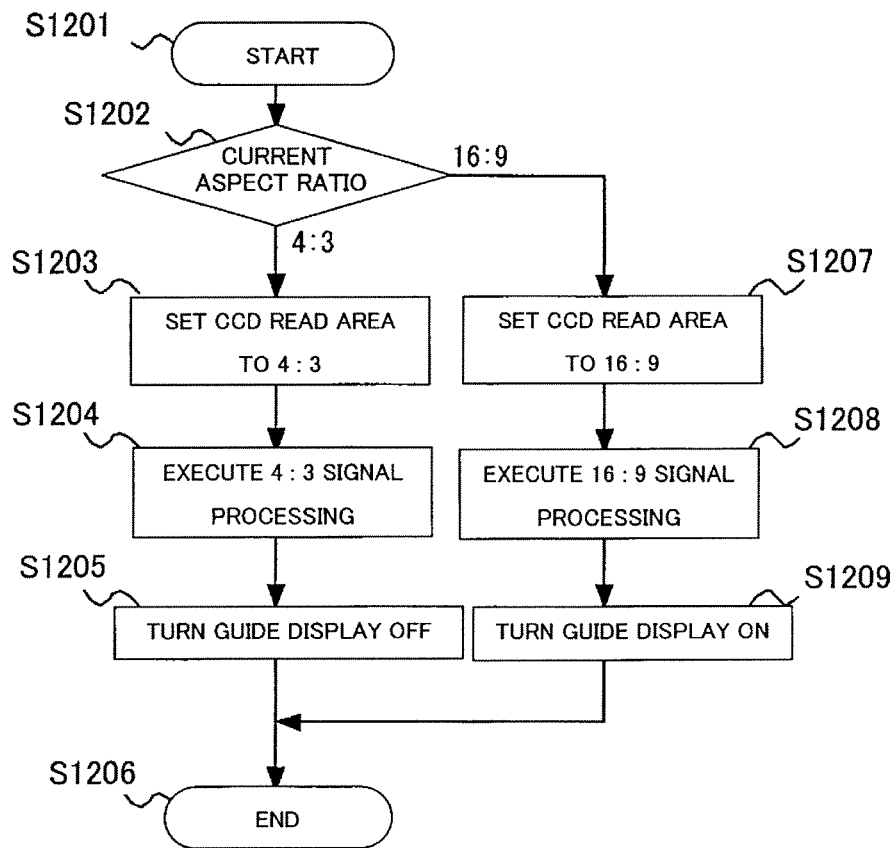 S1201
START
S1202
CURRENT
ASPECT RATIO
16:9
4:3
S1203
SET CCD READ AREA
TO 4 : 3
S1207
SET CCD READ AREA
TO 16 : 9
S1204
EXECUTE 4 : 3 SIGNAL
PROCESSING
S1208
EXECUTE 16 : 9 SIGNAL
PROCESSING
S1205
TURN GUIDE DISPLAY OFF
S1209
TURN GUIDE DISPLAY ON
S1206
END